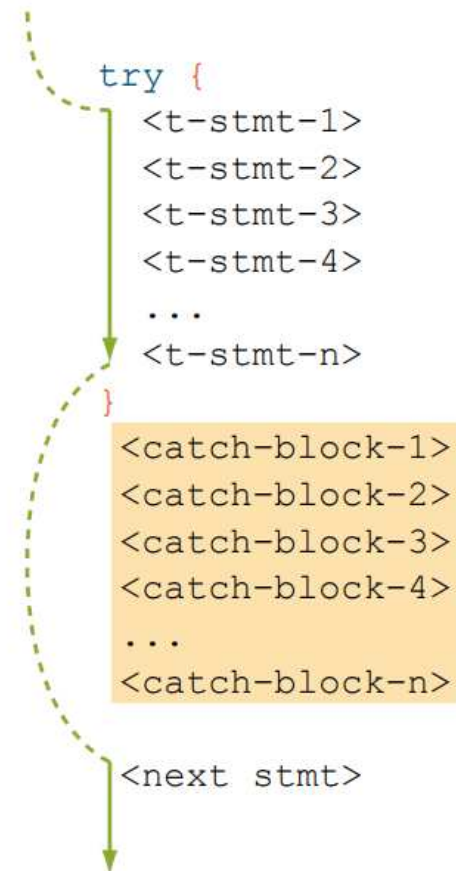 try {
<t-stmt-1>
<t-stmt-2>
<t-stmt-3>
<t-stmt-4>
...
<t-stmt-n>
}
<catch-block-1>
<catch-block-2>
<catch-block-3>
<catch-block-4>
...
<catch-block-n>
<next stmt>